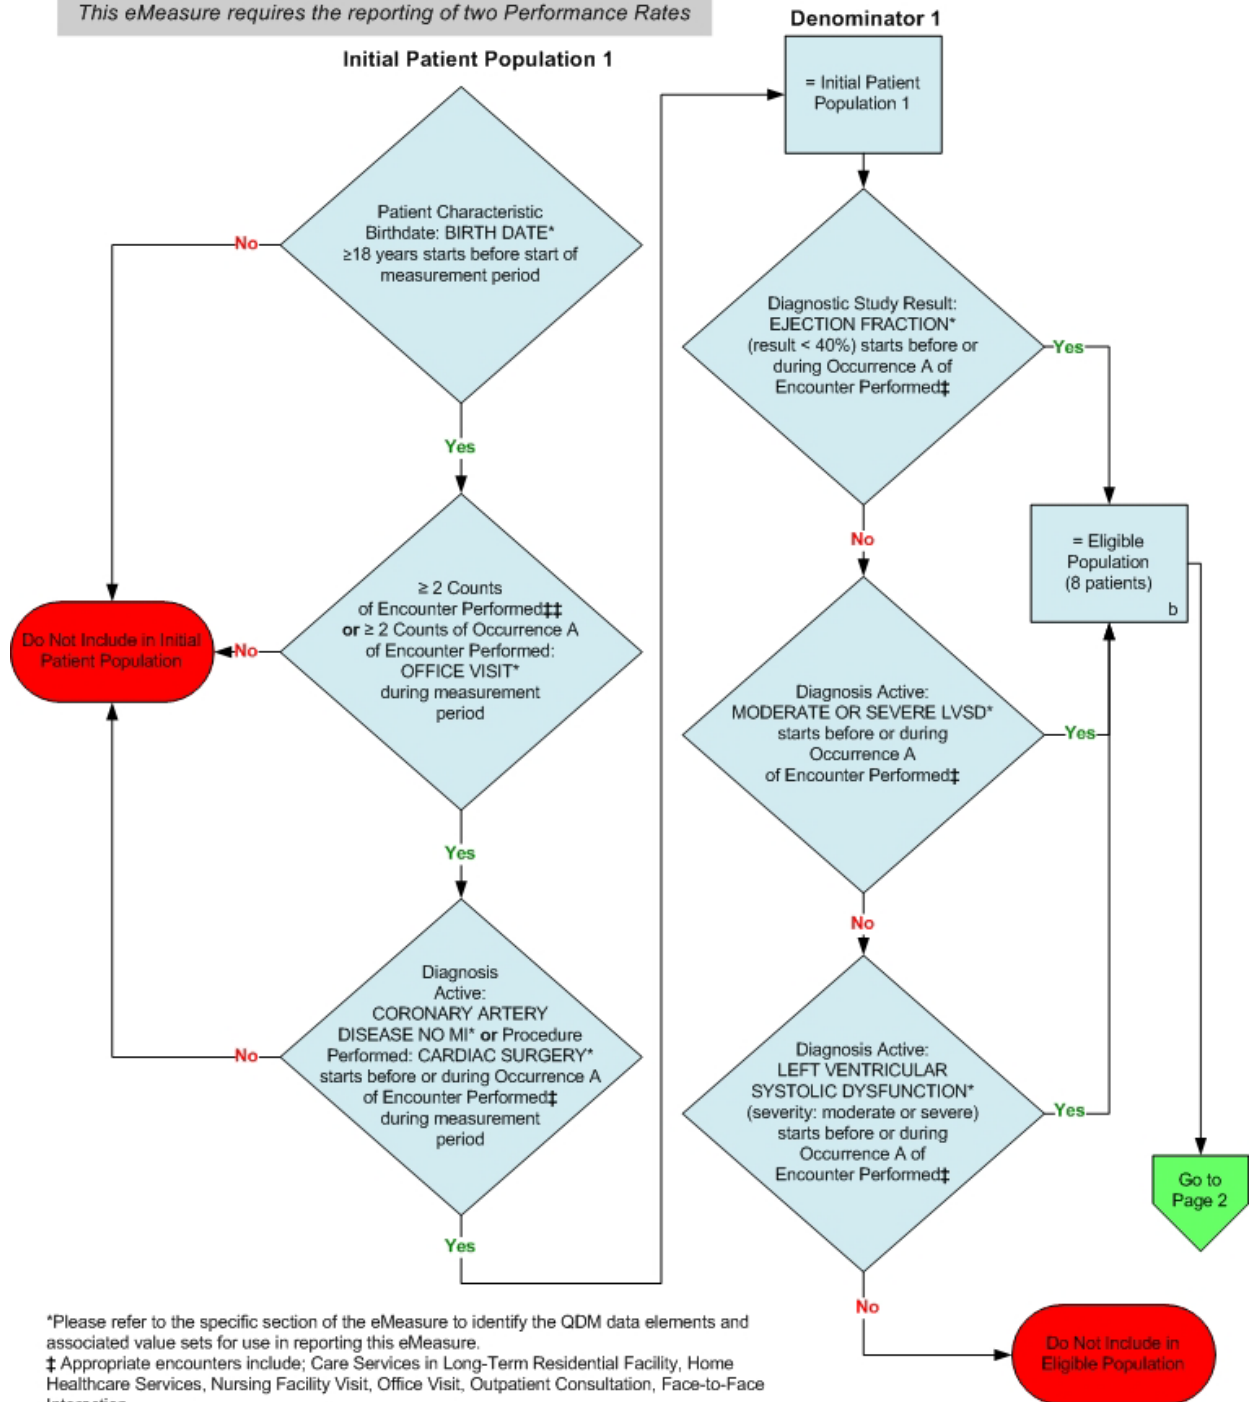 This eMeasure requires the reporting of two Performance Rates
Initial Patient Population 1
Patient Characteristic
Birthdate: BIRTH DATE*
≥18 years starts before start of
measurement period
No
Yes
≥ 2 Counts
of Encounter Performed‡‡
or ≥ 2 Counts of Occurrence A
of Encounter Performed:
OFFICE VISIT*
during measurement
period
No
Do Not Include in Initial
Patient Population
Yes
Diagnosis
Active:
CORONARY ARTERY
DISEASE NO MI* or Procedure
Performed: CARDIAC SURGERY*
starts before or during Occurrence A
of Encounter Performed‡
during measurement
period
No
Yes
Denominator 1
= Initial Patient
Population 1
Diagnostic Study Result:
EJECTION FRACTION*
(result < 40%) starts before or
during Occurrence A of
Encounter Performed‡
Yes
No
= Eligible
Population
(8 patients)
b
Diagnosis Active:
MODERATE OR SEVERE LVSD*
starts before or during
Occurrence A
of Encounter Performed‡
Yes
No
Diagnosis Active:
LEFT VENTRICULAR
SYSTOLIC DYSFUNCTION*
(severity: moderate or severe)
starts before or during
Occurrence A of
Encounter Performed‡
Yes
Go to
Page 2
No
Do Not Include in
Eligible Population
*Please refer to the specific section of the eMeasure to identify the QDM data elements and
associated value sets for use in reporting this eMeasure.
‡ Appropriate encounters include; Care Services in Long-Term Residential Facility, Home
Healthcare Services, Nursing Facility Visit, Office Visit, Outpatient Consultation, Face-to-Face